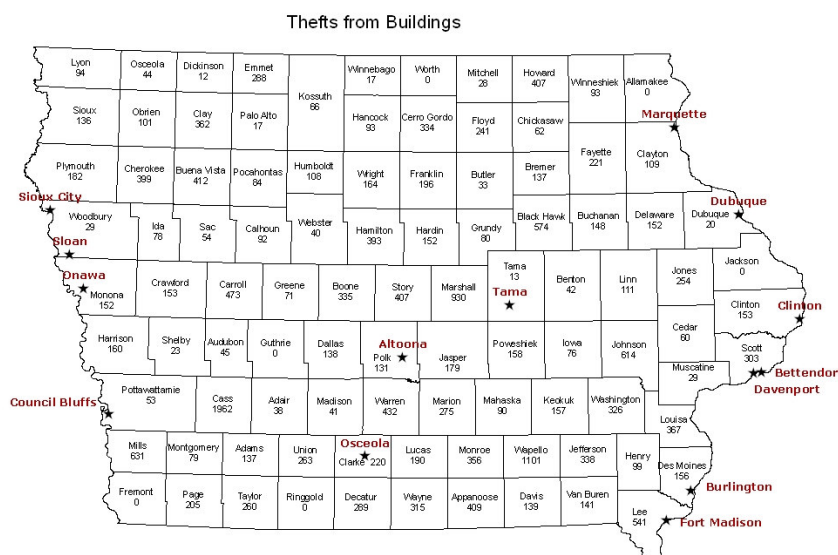 Thefts from Buildings
Lyon
94
Osceola
44
Dickinson
12
Emmet
288
Kossuth
66
Winnebago
17
Worth
0
Mitchell
28
Howard
407
Winneshiek
93
Allamakee
0
Marquette
Sioux
136
Obrien
101
Clay
362
Palo Alto
17
Hancock
93
Cerro Gordo
334
Floyd
241
Chickasaw
62
Fayette
221
Clayton
109
Plymouth
182
Cherokee
399
Buena Vista
412
Pocahontas
84
Humboldt
108
Wright
164
Franklin
196
Butler
33
Bremer
137
Sioux City
Woodbury
29
Ida
78
Sac
54
Calhoun
92
Webster
40
Hamilton
393
Hardin
152
Grundy
80
Black Hawk
574
Buchanan
148
Delaware
152
Dubuque
Dubuque
20
Sloan
Onawa
Monona
152
Crawford
153
Carroll
473
Greene
71
Boone
335
Story
407
Marshall
930
Tama
13
Tama
Benton
42
Linn
111
Jones
254
Jackson
0
Clinton
153
Clinton
Harrison
160
Shelby
23
Audubon
45
Guthrie
0
Dallas
138
Altoona
Polk
131
Jasper
179
Poweshiek
158
Iowa
76
Johnson
614
Cedar
60
Scott
303
Bettendorf
Davenport
Muscatine
29
Council Bluffs
Pottawattamie
53
Cass
1962
Adair
38
Madison
41
Warren
432
Marion
275
Mahaska
90
Keokuk
157
Washington
326
Louisa
367
Mills
631
Montgomery
79
Adams
137
Union
263
Osceola
Clarke 220
Lucas
190
Monroe
356
Wapello
1101
Jefferson
338
Henry
99
Des Moines
156
Burlington
Fremont
0
Page
205
Taylor
260
Ringgold
0
Decatur
289
Wayne
315
Appanoose
409
Davis
139
Van Buren
141
Lee
541
Fort Madison